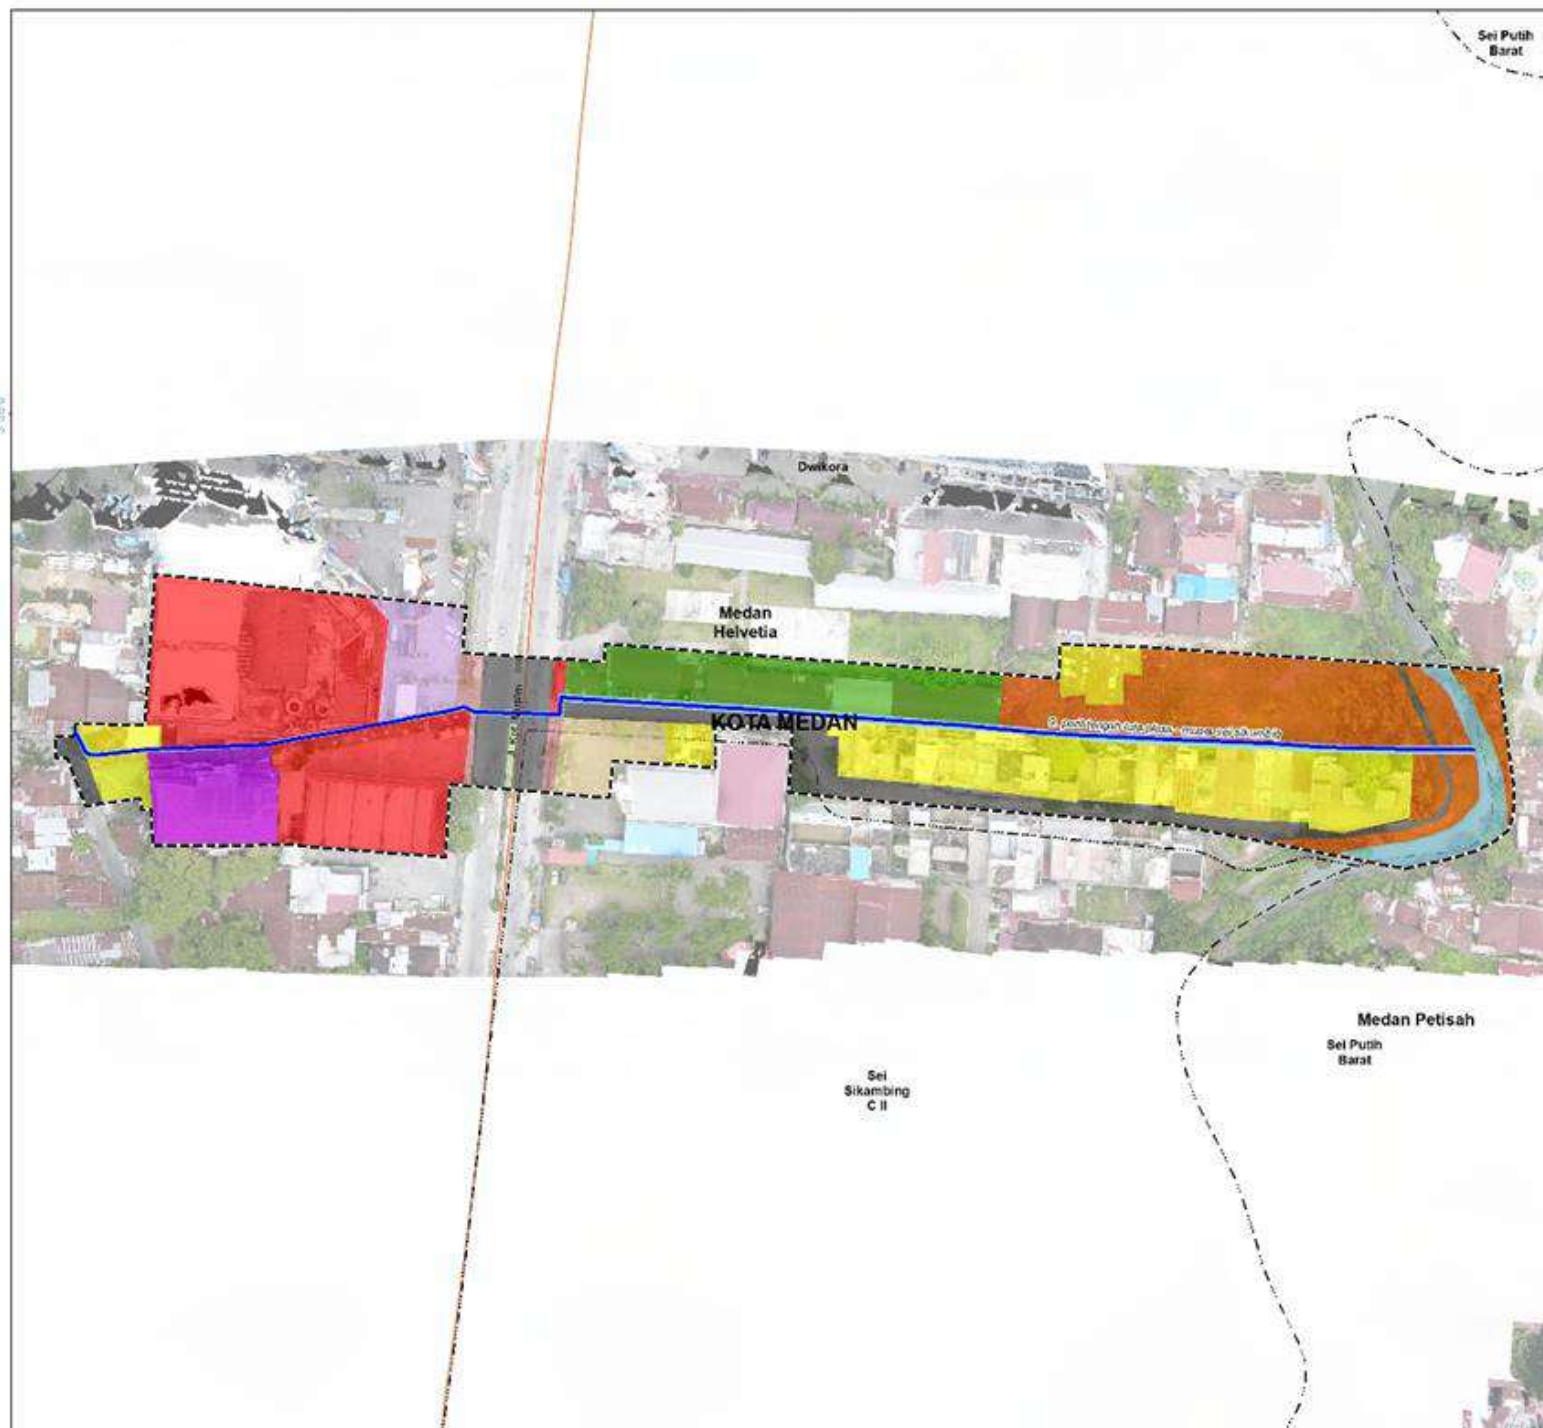 Sei Putih
Barat
Dwikora
Medan
Helvetia
KOTA MEDAN
Medan Petisah
Sei Putih
Barat
Sei
Sikambing
C II